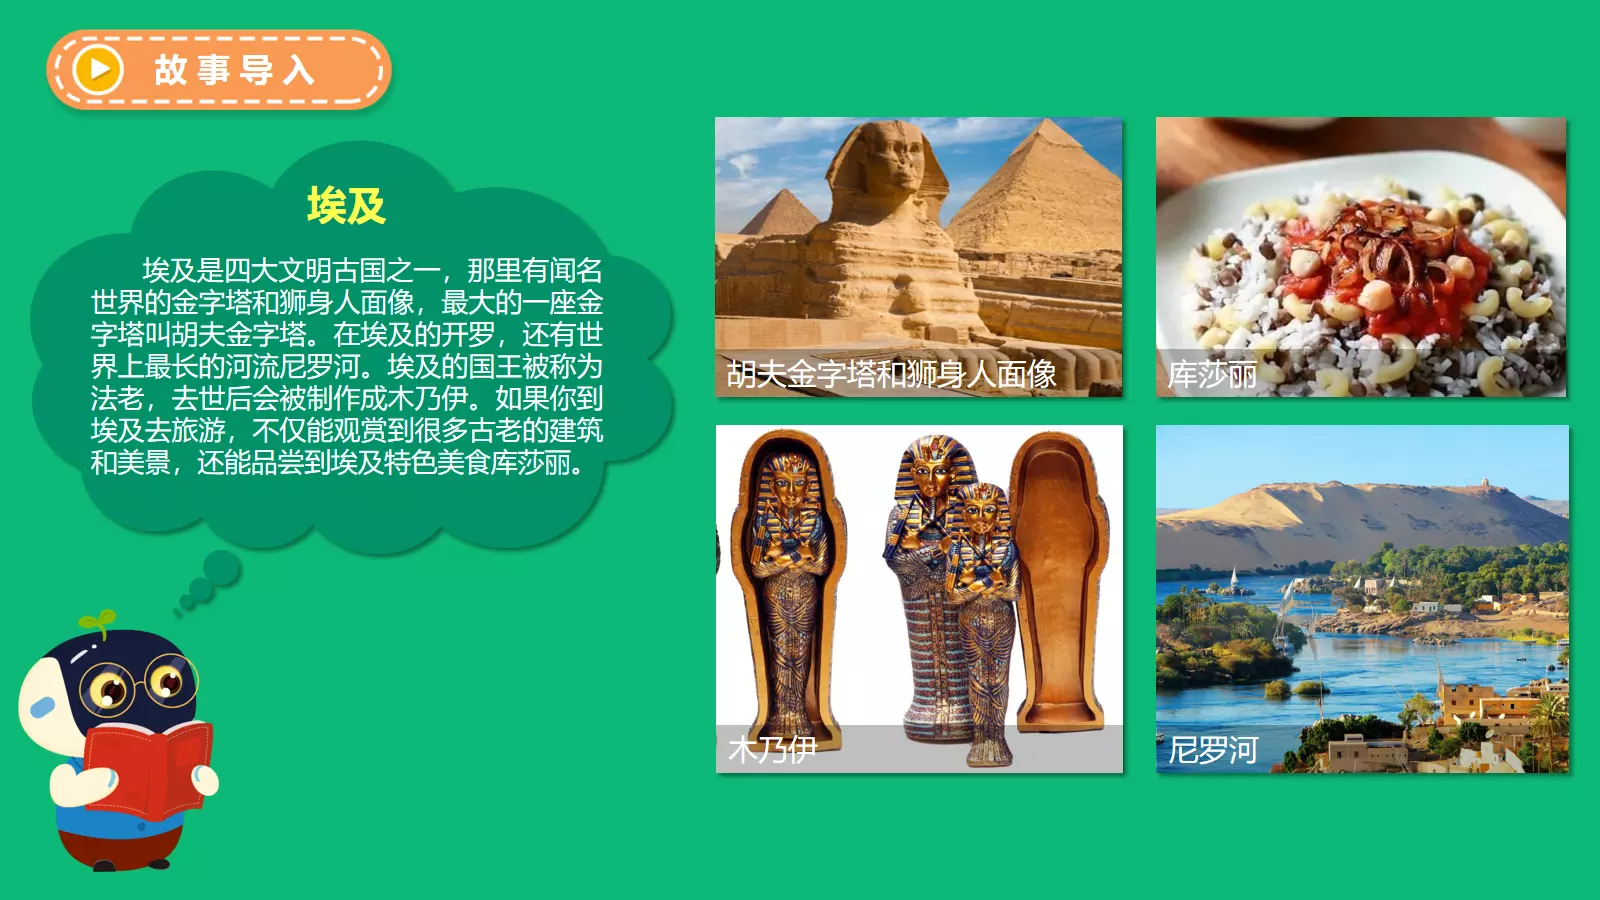 故事导入
埃及
埃及是四大文明古国之一，那里有闻名
世界的金字塔和狮身人面像，最大的一座金
字塔叫胡夫金字塔。在埃及的开罗，还有世
界上最长的河流尼罗河。埃及的国王被称为
法老，去世后会被制作成木乃伊。如果你到
埃及去旅游，不仅能观赏到很多古老的建筑
和美景，还能品尝到埃及特色美食库莎丽。
胡夫金字塔和狮身人面像
库莎丽
木乃伊
尼罗河